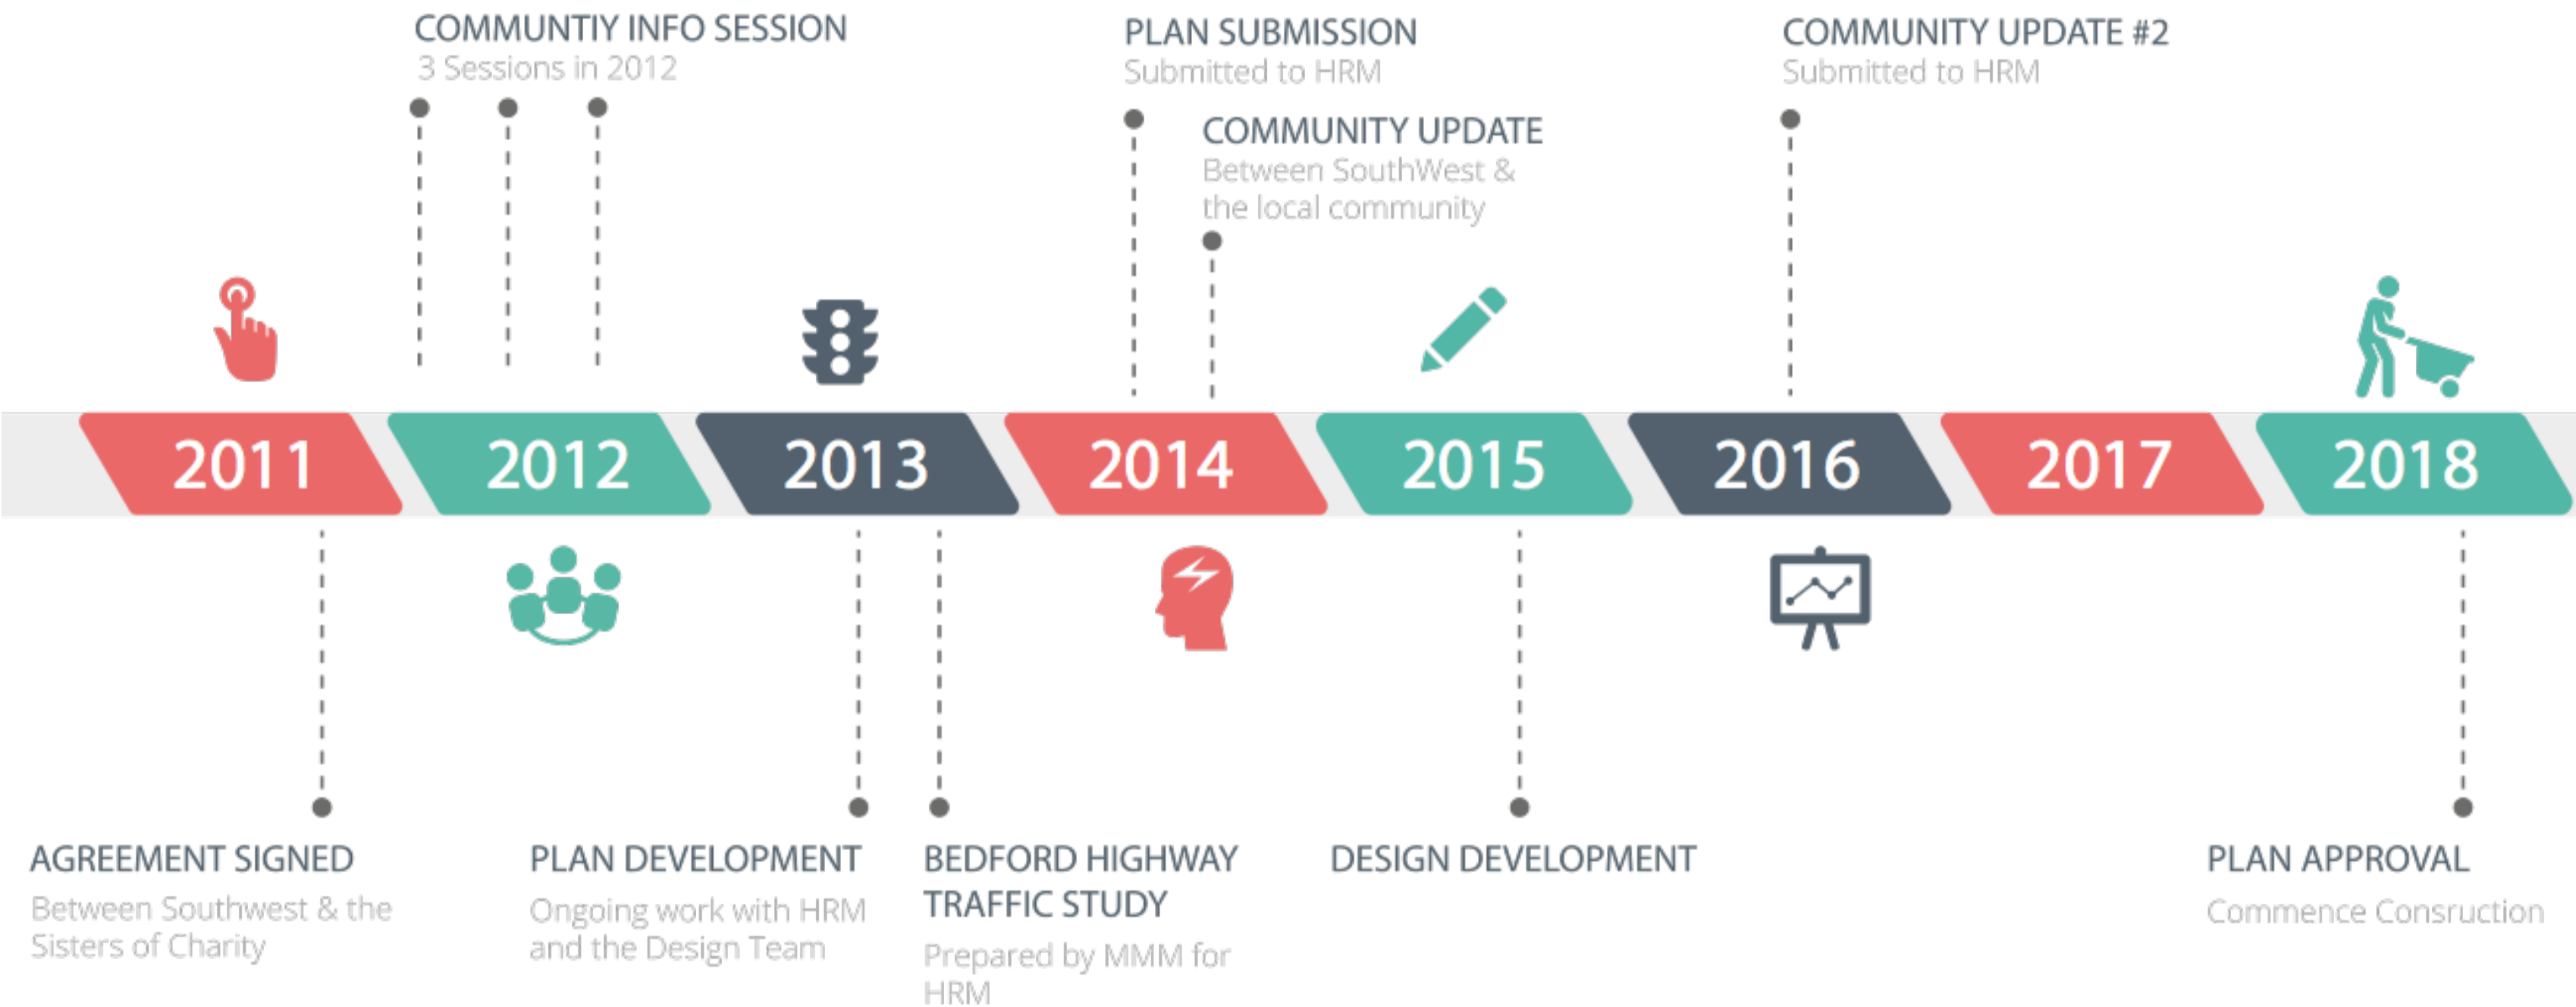 COMMUNTIY INFO SESSION
3 Sessions in 2012
PLAN SUBMISSION
Submitted to HRM
COMMUNITY UPDATE
Between SouthWest &
the local community
COMMUNITY UPDATE #2
Submitted to HRM
2011
2012
2013
2014
2015
2016
2017
2018
AGREEMENT SIGNED
Between Southwest & the
Sisters of Charity
PLAN DEVELOPMENT
Ongoing work with HRM
and the Design Team
BEDFORD HIGHWAY
TRAFFIC STUDY
Prepared by MMM for
HRM
DESIGN DEVELOPMENT
PLAN APPROVAL
Commence Consruction